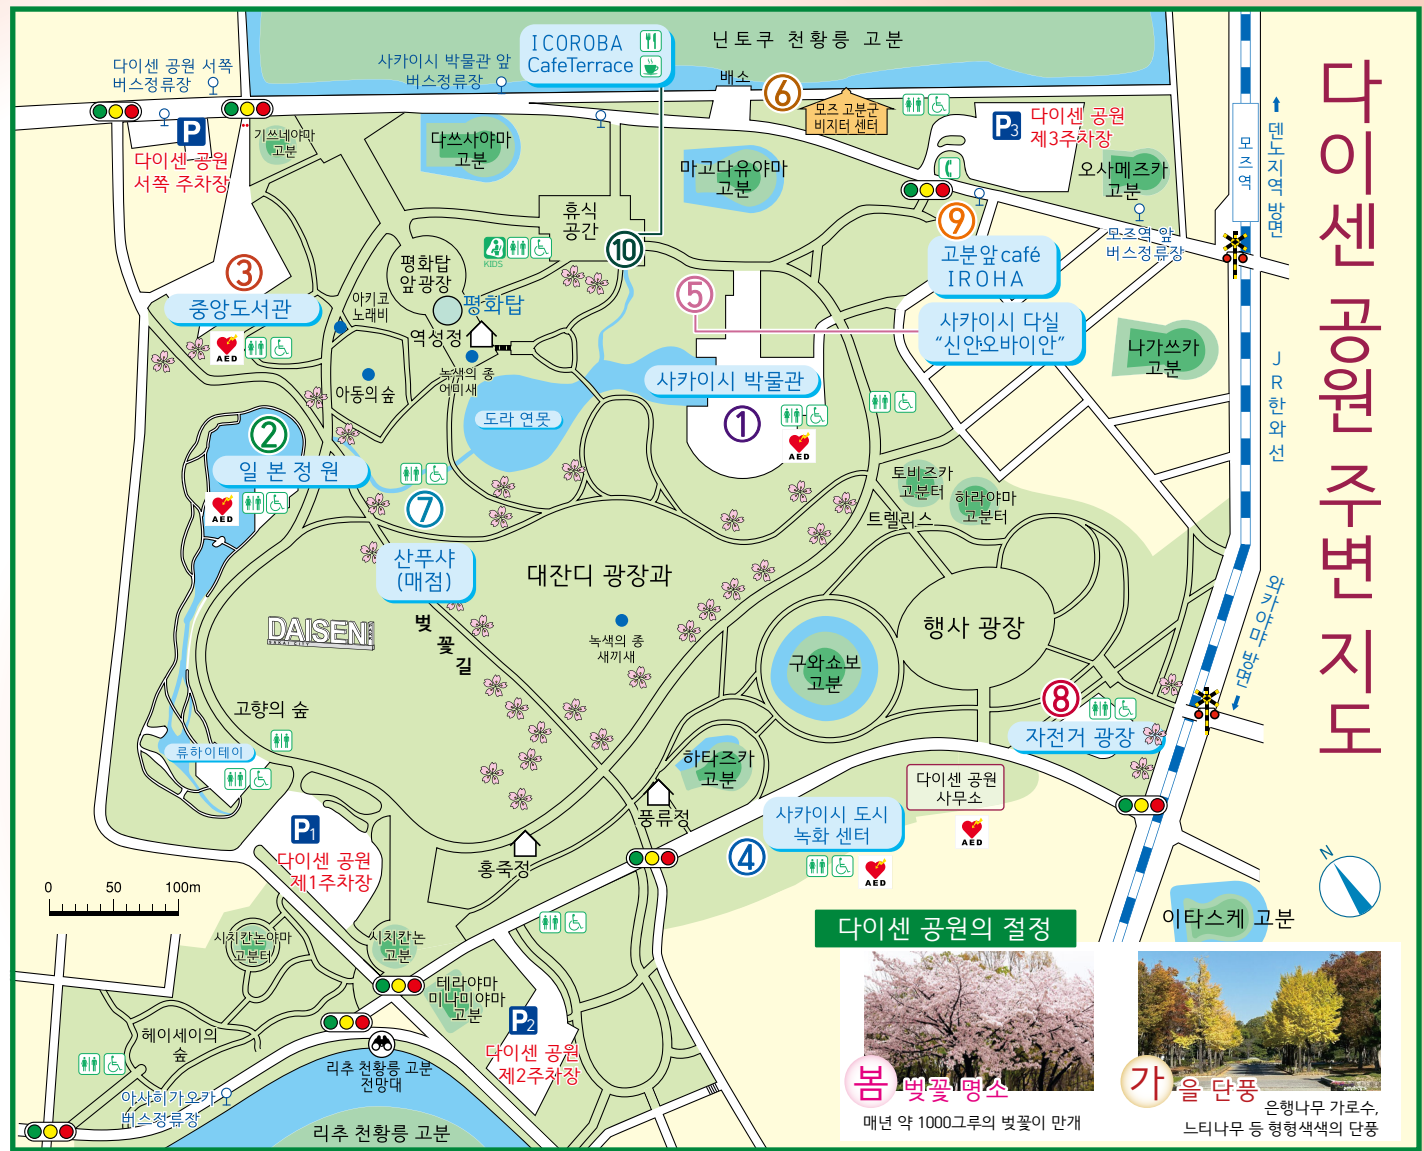 다이센 공원 주변 지도
닌토쿠 천황릉 고분
ICOROBA
CafeTerrace
다이센 공원 서쪽
버스정류장
사카이시 박물관 앞
버스정류장
배소
⑥
모즈 고분군
비지터 센터
P
다이센 공원
서쪽 주차장
기쓰네야마
고분
다쓰사야마
고분
마고다유야마
고분
P3
다이센 공원
제3주차장
오사메즈카
고분
모즈역
덴노지역 방면
모즈역 앞
버스정류장
휴식
공간
⑩
KIDS
평화탑
앞광장
평화탑
역성정
③
중앙도서관
AED
아키코
노래비
녹색의 종
어미새
아동의숲
⑤
사카이시 다실
“신안오바이안”
⑨
고분앞café
IROHA
나가쓰카
고분
JR한와선
사카이시 박물관
①
AED
도라 연못
②
일본정원
AED
⑦
산푸샤
(매점)
토비즈카
고분터
하라야마
고분터
트렐리스
대잔디 광장과
벚꽃길
녹색의 종
새끼새
DAISEN
행사 광장
구와쇼보
고분
와카야마 방면
고향의 숲
류하이테이
⑧
자전거 광장
하타즈카
고분
풍류정
홍죽정
다이센 공원
사무소
AED
사카이시 도시
녹화 센터
④
AED
P1
다이센 공원
제1주차장
0 50 100m
N
이타스케 고분
시치칸논야마
고분터
시치칸논
고분
테라야마
미나미야마
고분
P2
다이센 공원
제2주차장
헤이세이의
숲
리추 천황릉 고분
전망대
아사히가오카
버스정류장
리추 천황릉 고분
다이센 공원의 절정
봄 벚꽃 명소
매년 약 1000그루의 벚꽃이 만개
가을 단풍
은행나무 가로수,
느티나무 등 형형색색의 단풍